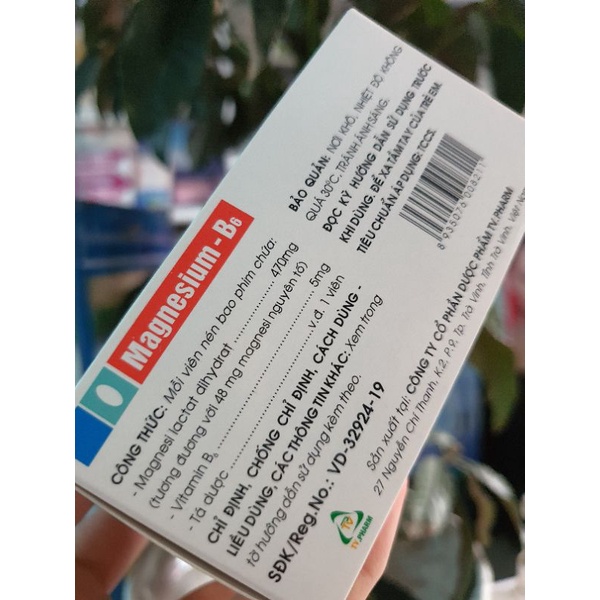 O Magnesium-B6
CÔNG THỨC: Mỗi viên nén bao phim chứa:
- Magnesi lactat dihydrat .......... 470mg
(tương đương với 48 mg magnesi nguyên tố)
- Vitamin B6 .......... 5mg
- Tá dược .......... v.đ. 1 viên
CHỈ ĐỊNH, CHỐNG CHỈ ĐỊNH, CÁCH DÙNG -
LIỀU DÙNG, CÁC THÔNG TIN KHÁC: Xem trong
tờ hướng dẫn sử dụng kèm theo.
SĐK/Reg.No.: VD-32924-19
BẢO QUẢN: NƠI KHÔ, NHIỆT ĐỘ KHÔNG
QUÁ 30°C, TRÁNH ÁNH SÁNG.
ĐỌC KỸ HƯỚNG DẪN SỬ DỤNG TRƯỚC
KHI DÙNG. ĐỂ XA TẦM TAY CỦA TRẺ EM.
TIÊU CHUẨN ÁP DỤNG: TCCS.
TV.PHARM
Sản xuất tại: CÔNG TY CỔ PHẦN DƯỢC PHẨM TV.PHARM
27 Nguyễn Chí Thanh, K.2, P.9, Tp. Trà Vinh, Tỉnh Trà Vinh, Việt Nam